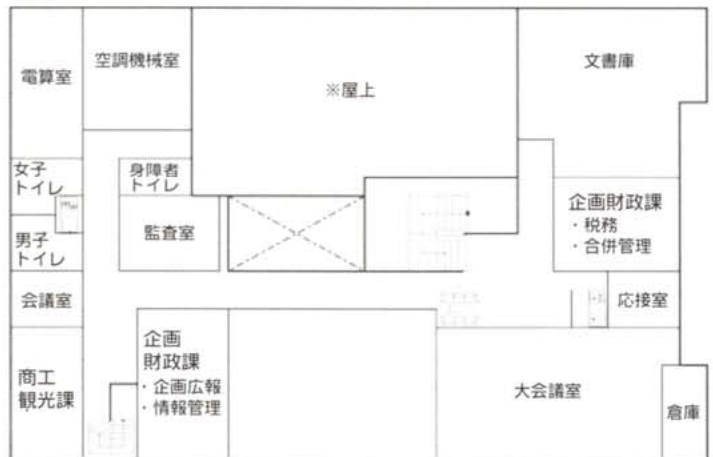 電算室
空調機械室
※屋上
文書庫
女子
トイレ
身障者
トイレ
企画財政課
・税務
・合併管理
男子
トイレ
監査室
会議室
応接室
商工
観光課
企画
財政課
・企画広報
・情報管理
大会議室
倉庫